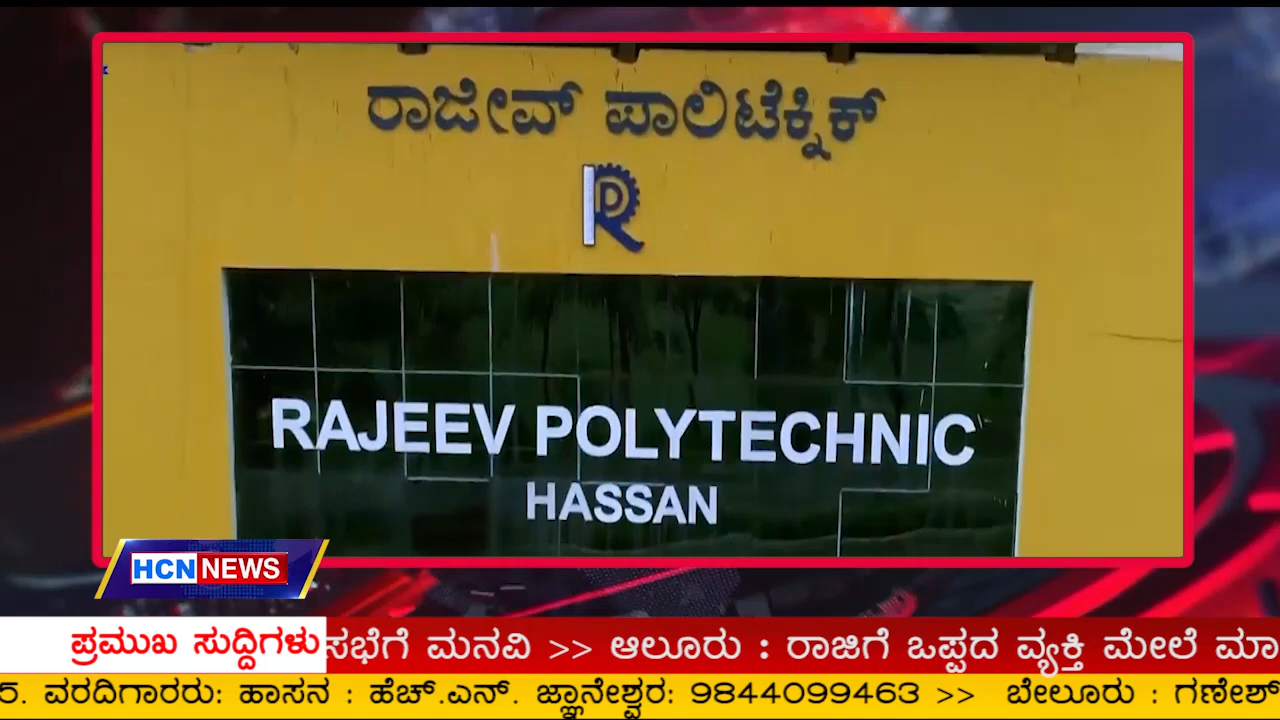 ರಾಜೀವ್ ಪಾಲಿಟೆಕ್ನಿಕ್
RAJEEV POLYTECHNIC
HASSAN
HCN NEWS
ಪ್ರಮುಖ ಸುದ್ದಿಗಳು ಸಭೆಗೆ ಮನವಿ >> ಆಲೂರು : ರಾಜಿಗೆ ಒಪ್ಪದ ವ್ಯಕ್ತಿ ಮೇಲೆ ಮಾ
5. ವರದಿಗಾರರು: ಹಾಸನ : ಹೆಚ್.ಎನ್. ಜ್ಞಾನೇಶ್ವರ: 9844099463 >> ಬೇಲೂರು : ಗಣೇಶ್